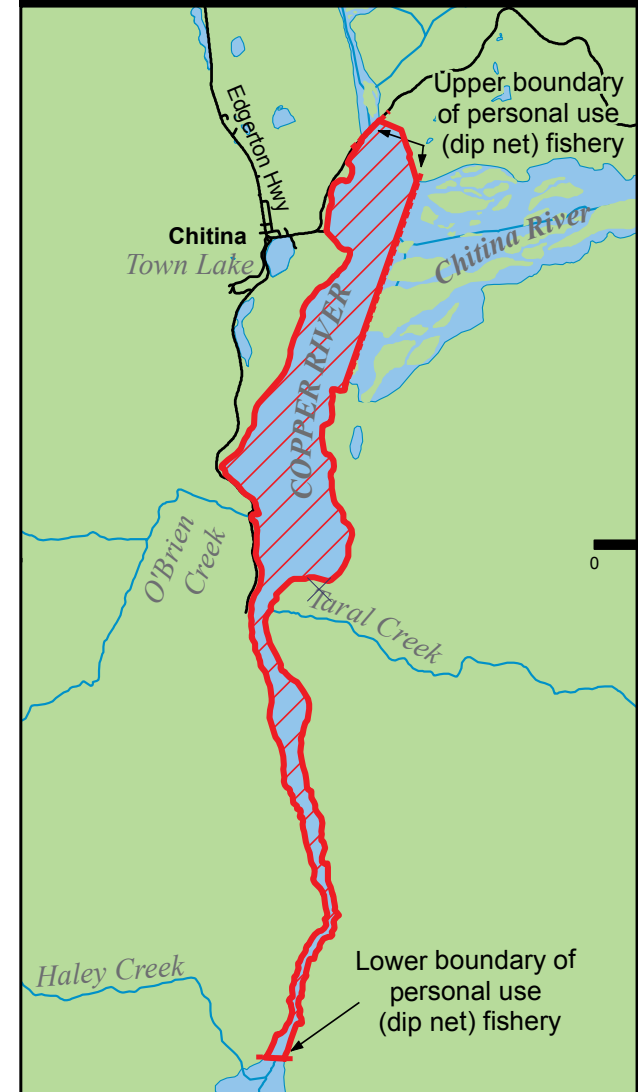 Upper boundary
of personal use
(dip net) fishery
Edgerton Hwy
Chitina
Town Lake
Chitina River
COPPER RIVER
O'Brien
Creek
0
Taral Creek
Haley Creek
Lower boundary of
personal use
(dip net) fishery